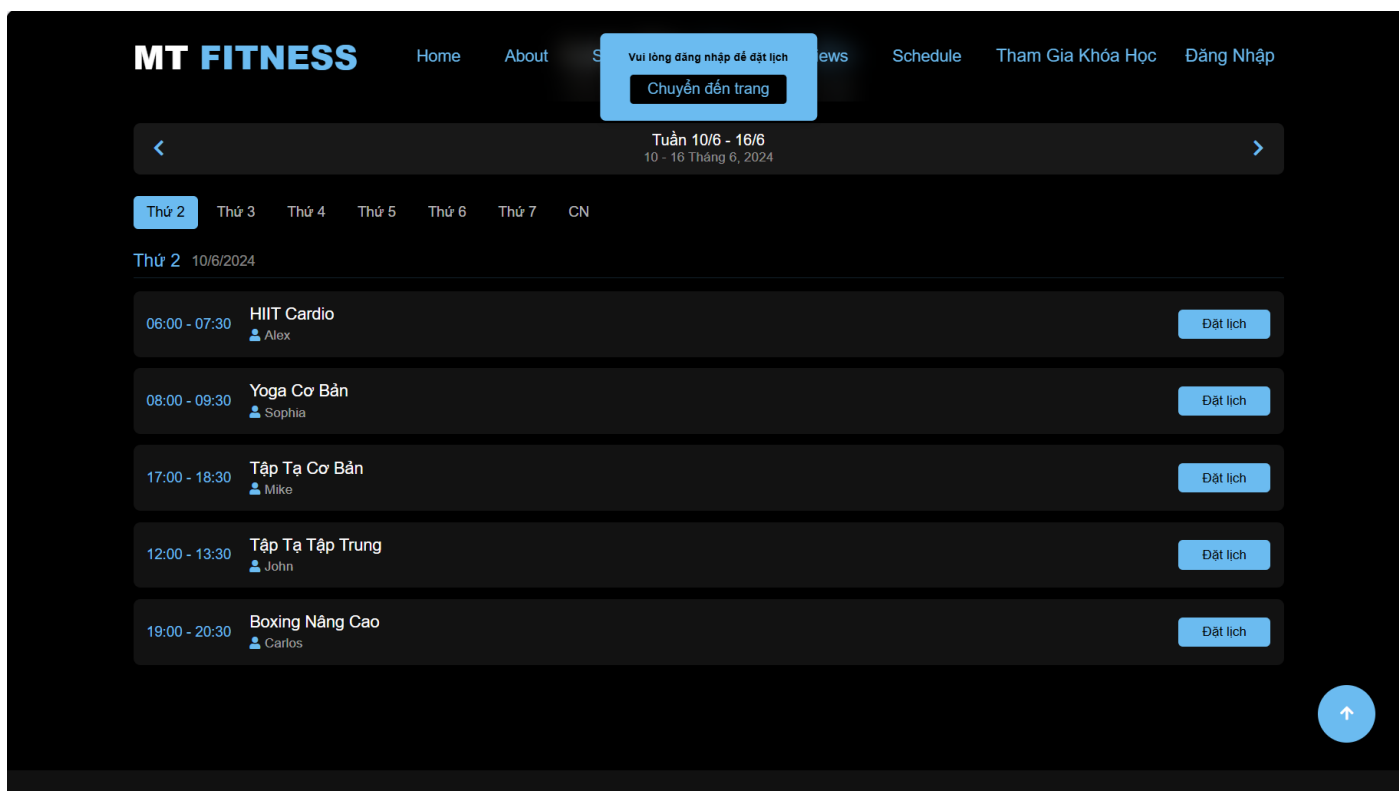 MT FITNESS
Home
About
S
Vui lòng đăng nhập để đặt lịch
Chuyển đến trang
ews
Schedule
Tham Gia Khóa Học
Đăng Nhập
Tuần 10/6 - 16/6
10 - 16 Tháng 6, 2024
Thứ 2
Thứ 3
Thứ 4
Thứ 5
Thứ 6
Thứ 7
CN
Thứ 2 10/6/2024
06:00 - 07:30
HIIT Cardio
Alex
Đặt lịch
08:00 - 09:30
Yoga Cơ Bản
Sophia
Đặt lịch
17:00 - 18:30
Tập Tạ Cơ Bản
Mike
Đặt lịch
12:00 - 13:30
Tập Tạ Tập Trung
John
Đặt lịch
19:00 - 20:30
Boxing Nâng Cao
Carlos
Đặt lịch